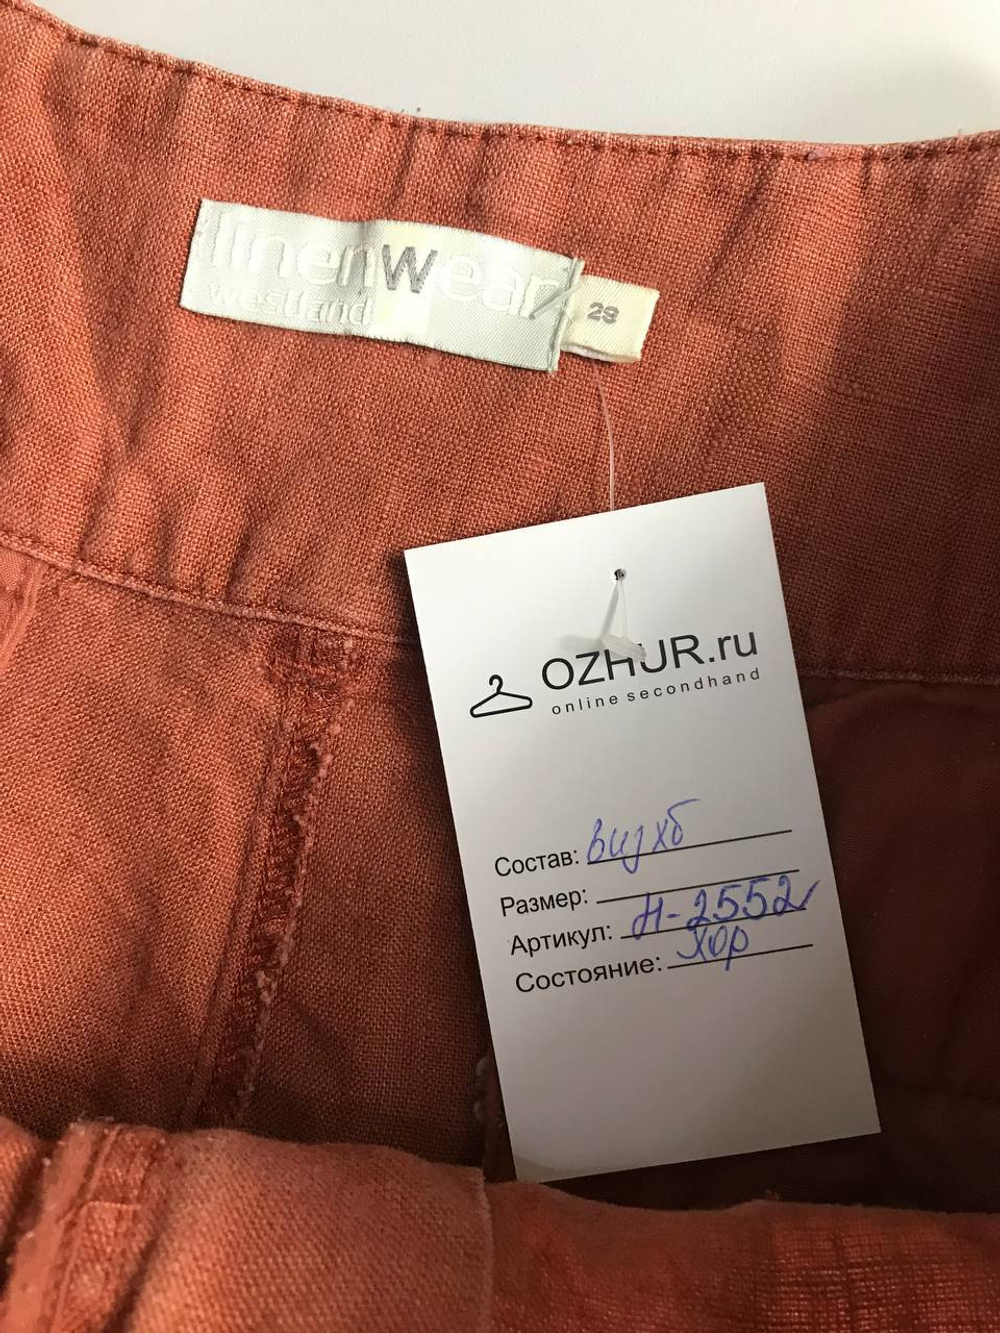 linenWear
westland
28
OZHUR.ru
online secondhand
Состав: виз хб
Размер:
Артикул: Н-2552
Состояние: хор